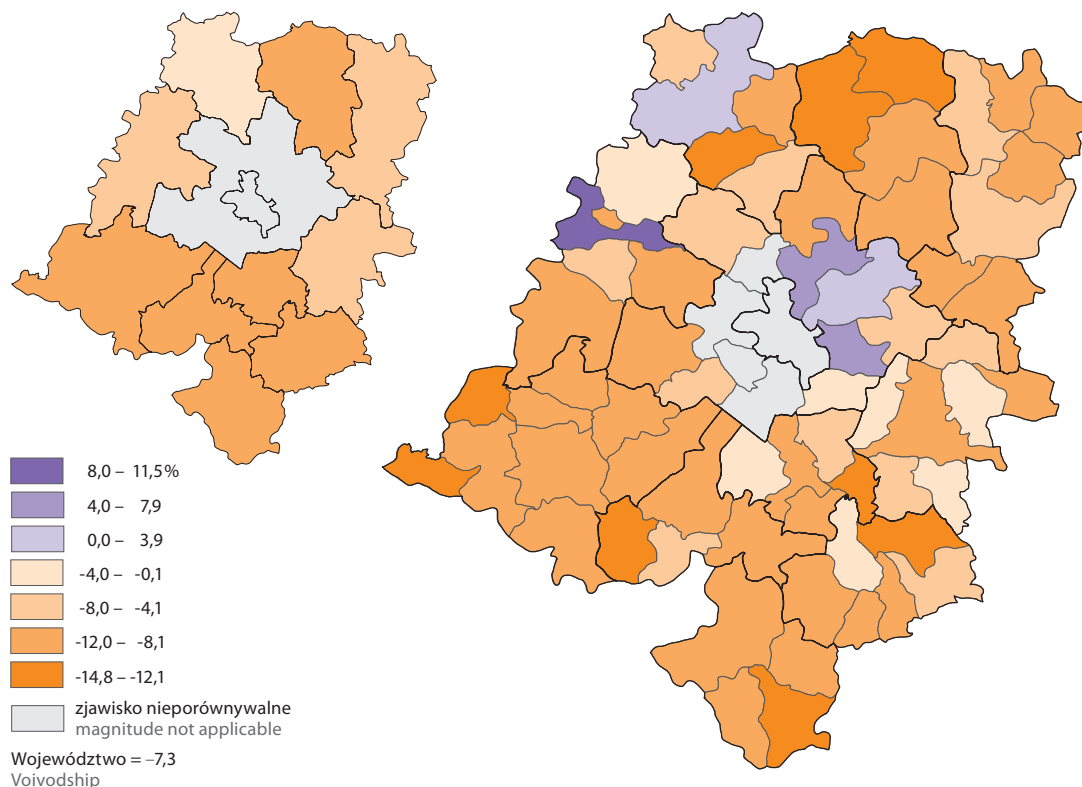 8,0 – 11,5%
4,0 – 7,9
0,0 – 3,9
-4,0 – -0,1
-8,0 – -4,1
-12,0 – -8,1
-14,8 – -12,1
zjawisko nieporównywalne
magnitude not applicable
Województwo = –7,3
Voivodship